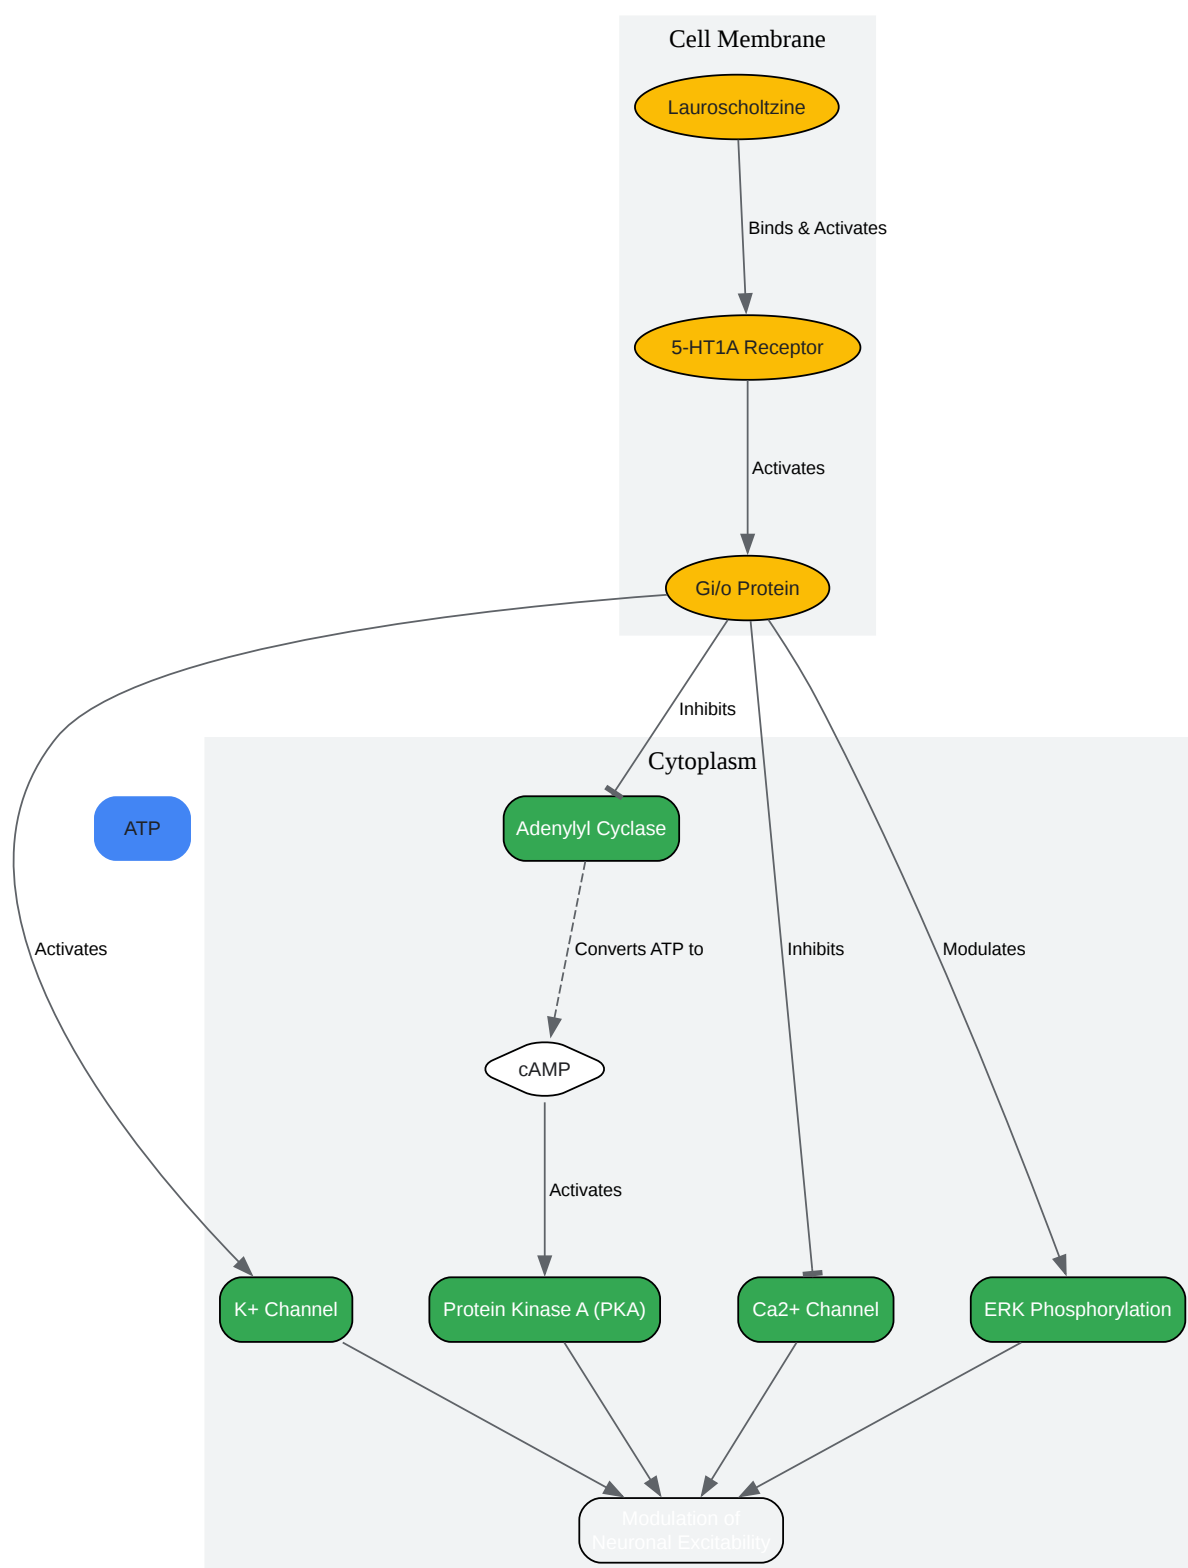 Cell Membrane
Lauroscholtzine
Binds & Activates
5-HT1A Receptor
Activates
Gi/o Protein
Inhibits
Cytoplasm
ATP
Adenylyl Cyclase
Activates
Converts ATP to
Inhibits
Modulates
cAMP
Activates
K+ Channel
Protein Kinase A (PKA)
Ca2+ Channel
ERK Phosphorylation
Modulation of
Neuronal Excitability